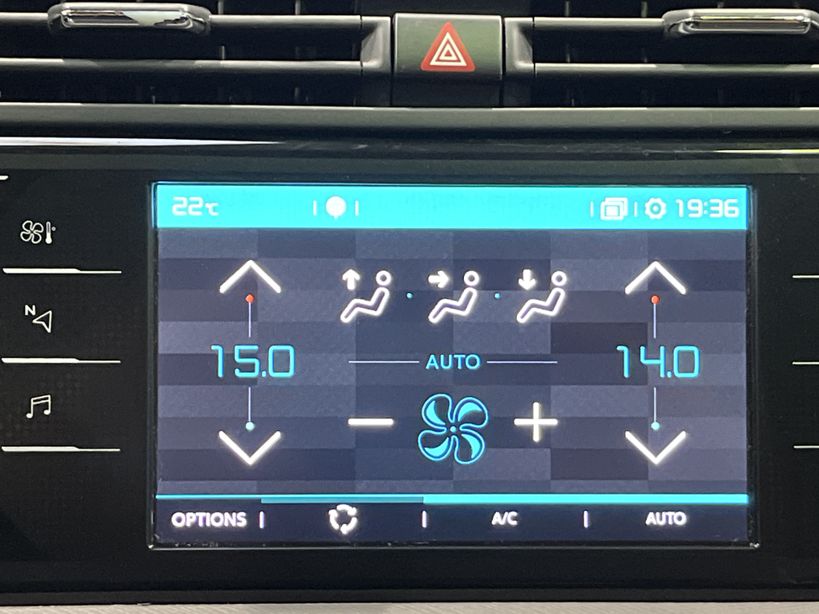 22°C 19:36
N
15.0 AUTO 14.0
OPTIONS A/C AUTO